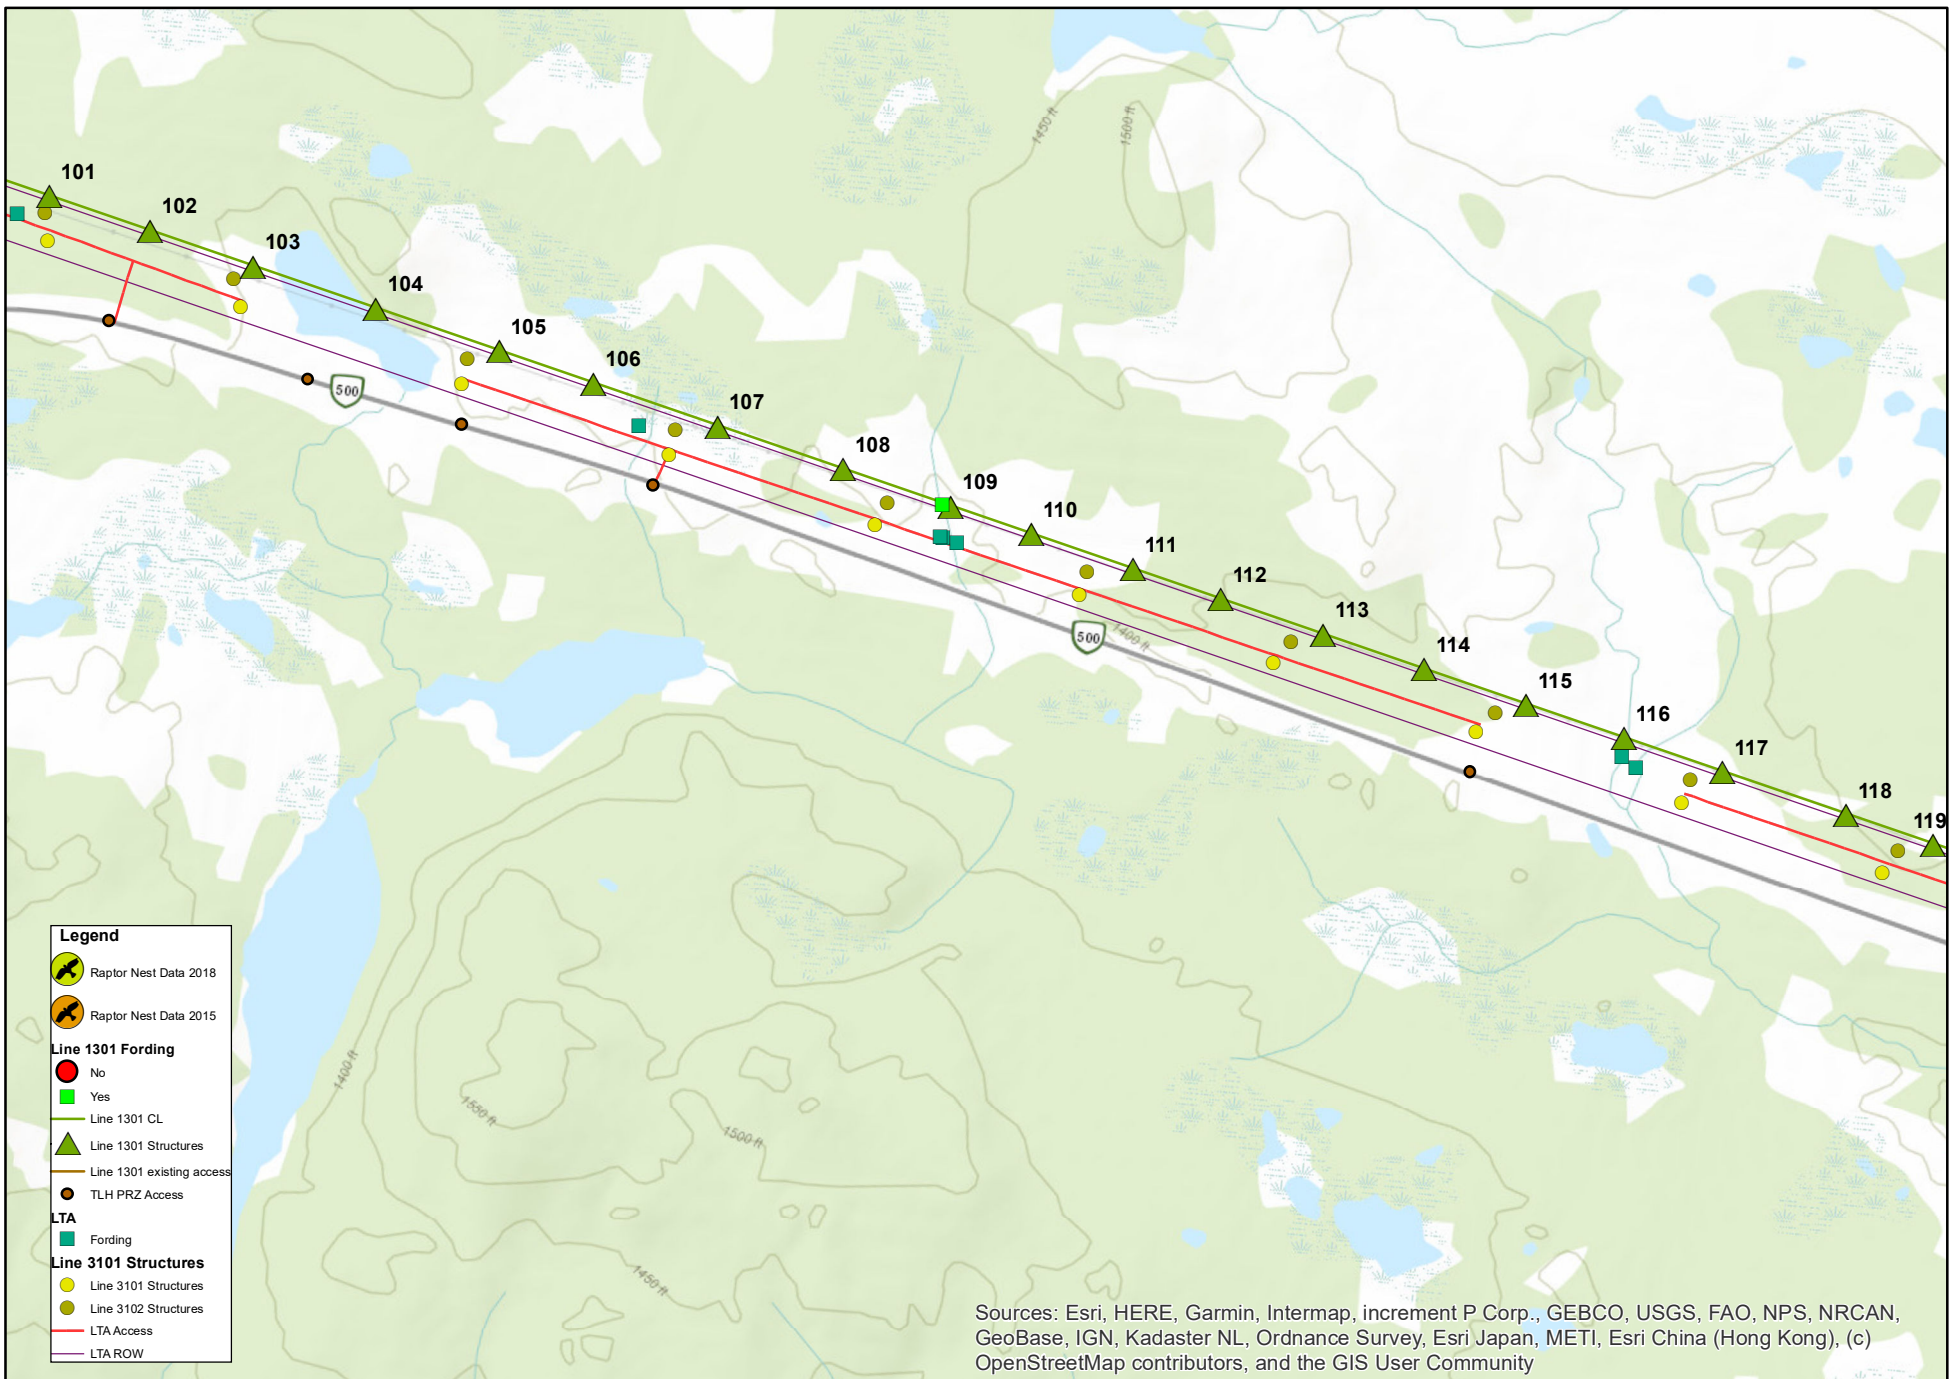 1450 ft
1500 ft
101
102
103
104
105
106
107
108
109
110
111
112
113
114
115
116
117
118
119
500
500
1400 ft
1400 ft
1550 ft
1500 ft
1450 ft
Legend
Raptor Nest Data 2018
Raptor Nest Data 2015
Line 1301 Fording
No
Yes
Line 1301 CL
Line 1301 Structures
Line 1301 existing access
TLH PRZ Access
LTA
Fording
Line 3101 Structures
Line 3101 Structures
Line 3102 Structures
LTA Access
LTA ROW
Sources: Esri, HERE, Garmin, Intermap, increment P Corp., GEBCO, USGS, FAO, NPS, NRCAN,
GeoBase, IGN, Kadaster NL, Ordnance Survey, Esri Japan, METI, Esri China (Hong Kong), (c)
OpenStreetMap contributors, and the GIS User Community